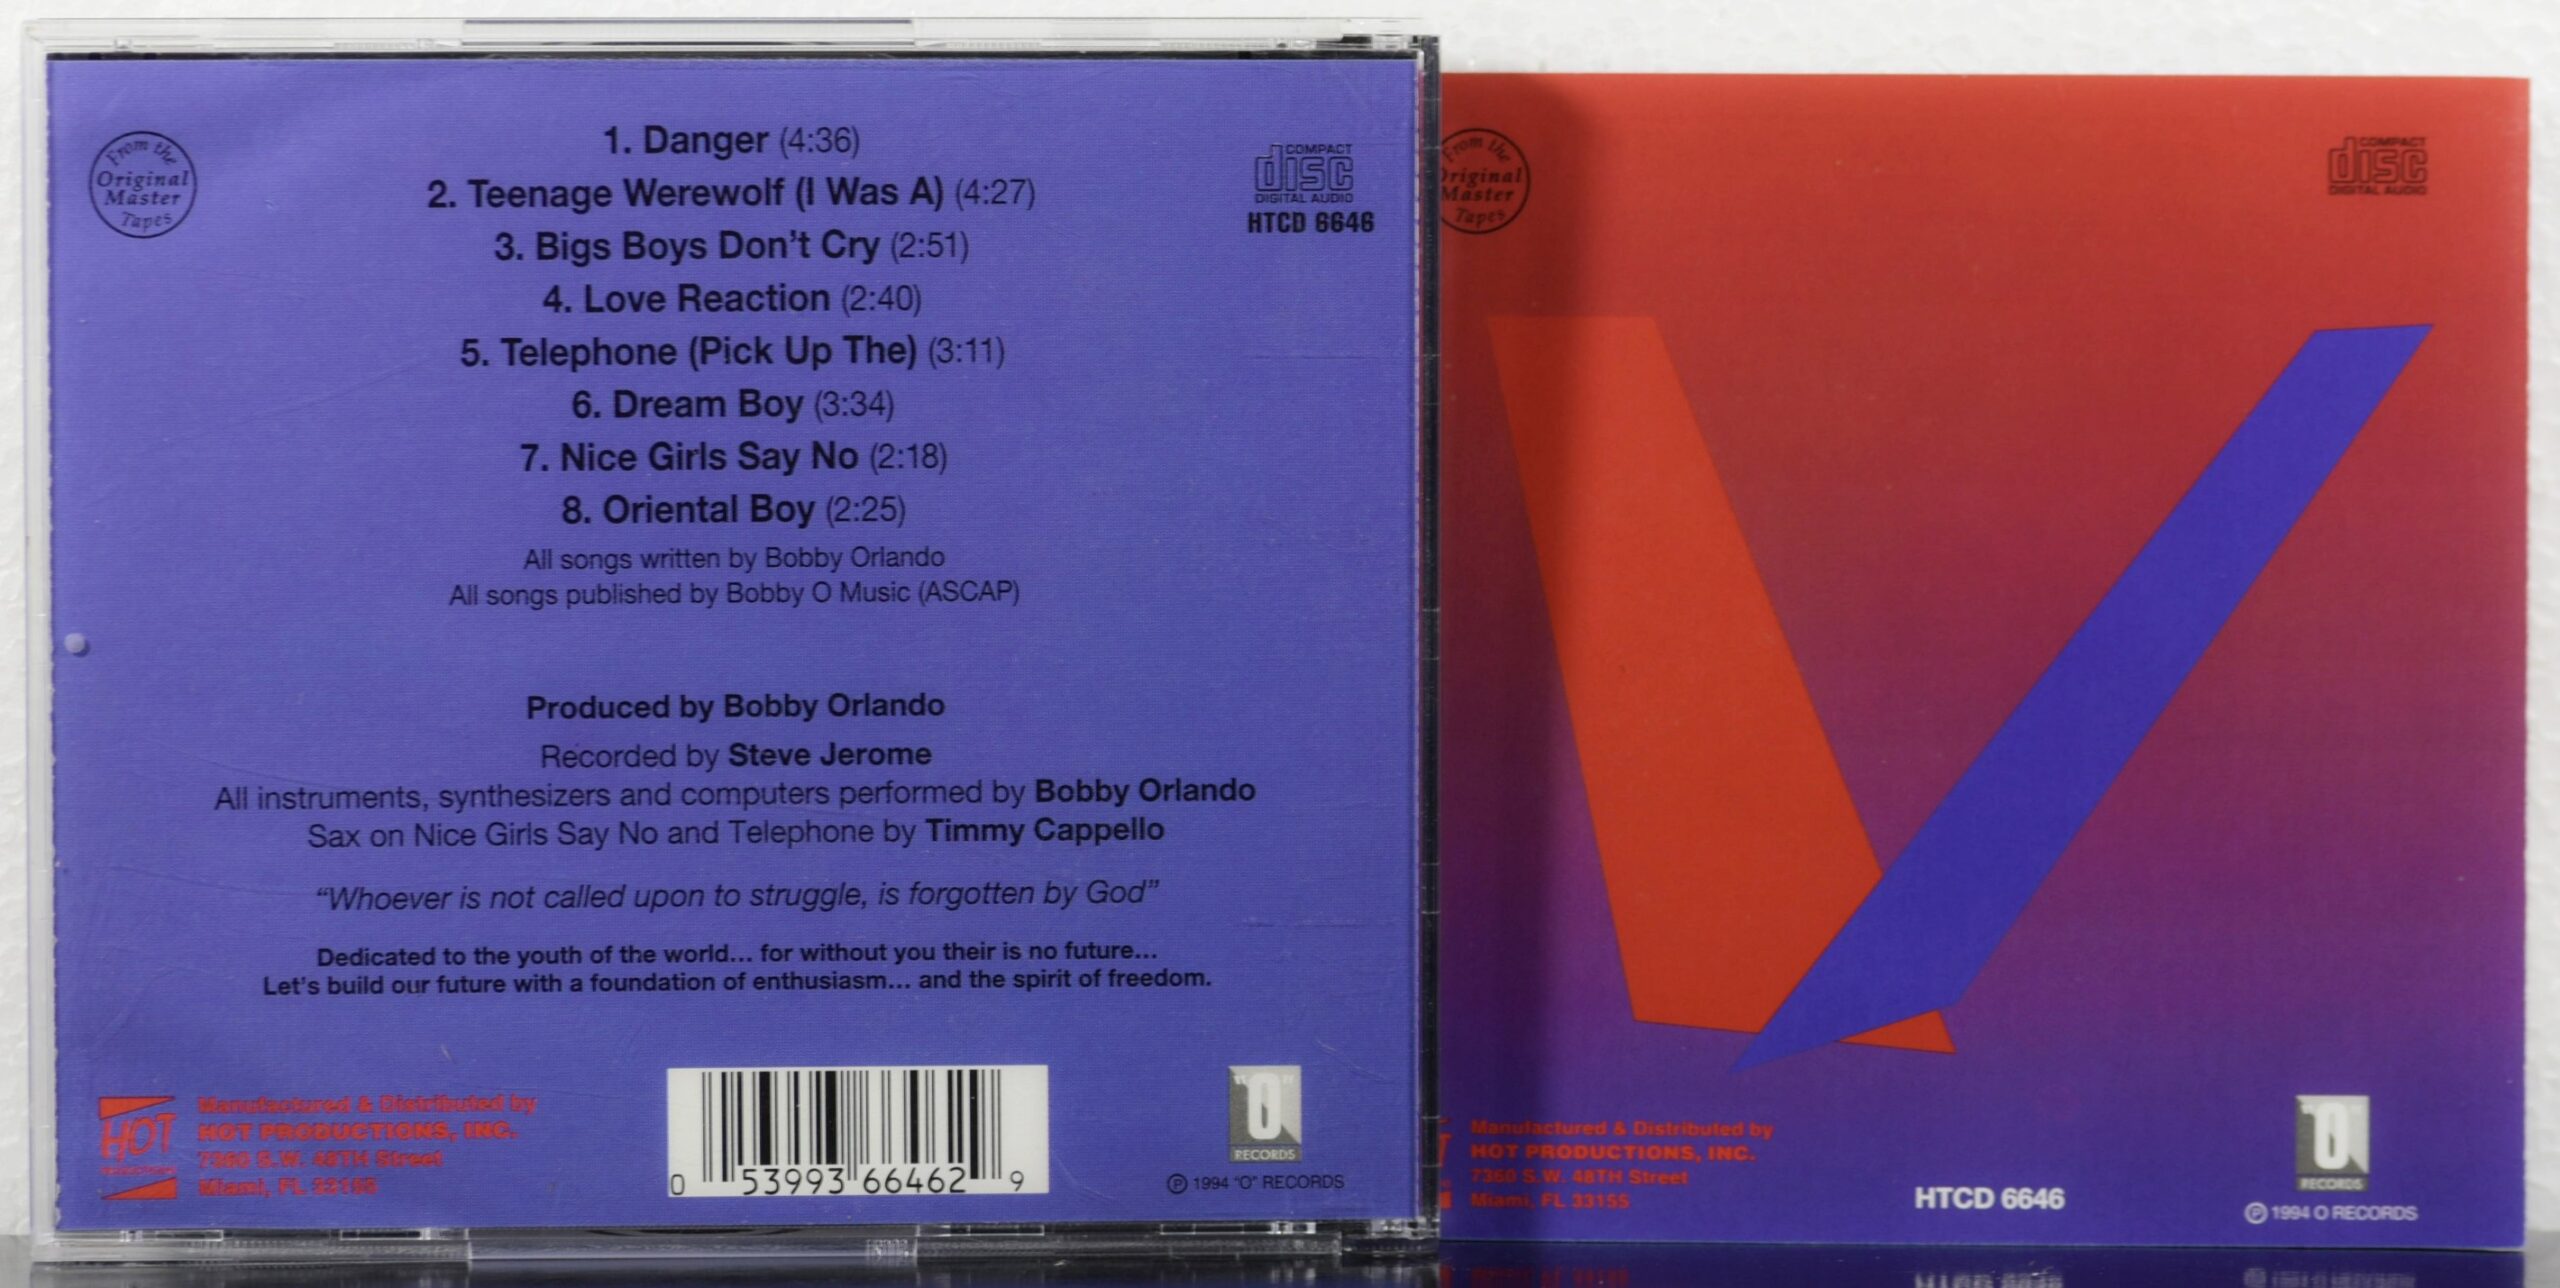 From the
Original
Master
Tapes
1. Danger (4:36)
2. Teenage Werewolf (I Was A) (4:27)
3. Bigs Boys Don't Cry (2:51)
4. Love Reaction (2:40)
5. Telephone (Pick Up The) (3:11)
6. Dream Boy (3:34)
7. Nice Girls Say No (2:18)
8. Oriental Boy (2:25)
All songs written by Bobby Orlando
All songs published by Bobby O Music (ASCAP)
COMPACT
disc
DIGITAL AUDIO
HTCD 6646
Produced by Bobby Orlando
Recorded by Steve Jerome
All instruments, synthesizers and computers performed by Bobby Orlando
Sax on Nice Girls Say No and Telephone by Timmy Cappello
“Whoever is not called upon to struggle, is forgotten by God”
Dedicated to the youth of the world... for without you their is no future...
Let's build our future with a foundation of enthusiasm... and the spirit of freedom.
HOT
PRODUCTIONS
Manufactured & Distributed by
HOT PRODUCTIONS, INC.
7360 S.W. 48TH Street
Miami, FL 33155
0 53993 66462 9
"O"
RECORDS
℗ 1994 "O" RECORDS
From the
Original
Master
Tapes
COMPACT
disc
DIGITAL AUDIO
Manufactured & Distributed by
HOT PRODUCTIONS, INC.
7360 S.W. 48TH Street
Miami, FL 33155
HTCD 6646
"O"
RECORDS
℗ 1994 O RECORDS